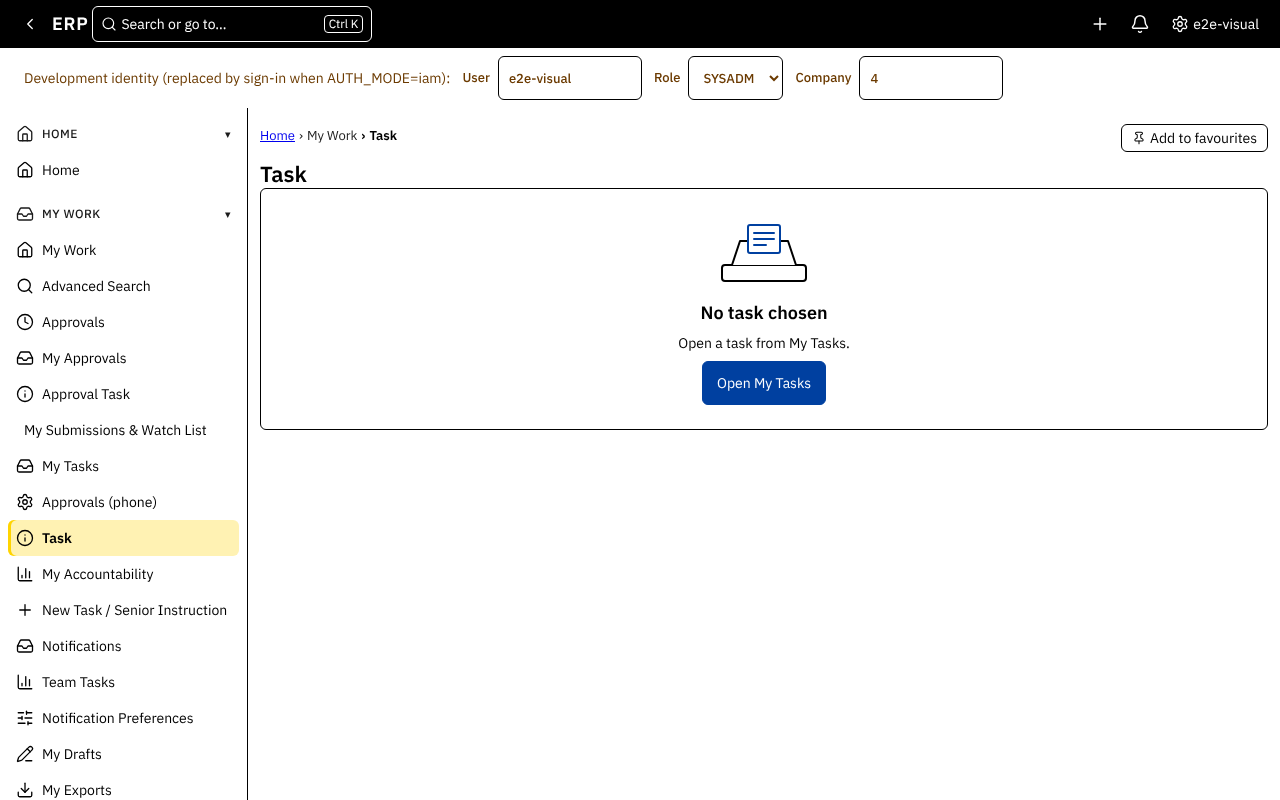 ERP
Search or go to...
Ctrl K
e2e-visual
Development identity (replaced by sign-in when AUTH_MODE=iam): User e2e-visual Role SYSADM Company 4
HOME
Home
MY WORK
My Work
Advanced Search
Approvals
My Approvals
Approval Task
My Submissions & Watch List
My Tasks
Approvals (phone)
Task
My Accountability
New Task / Senior Instruction
Notifications
Team Tasks
Notification Preferences
My Drafts
My Exports
Home › My Work › Task
Add to favourites
Task
No task chosen
Open a task from My Tasks.
Open My Tasks